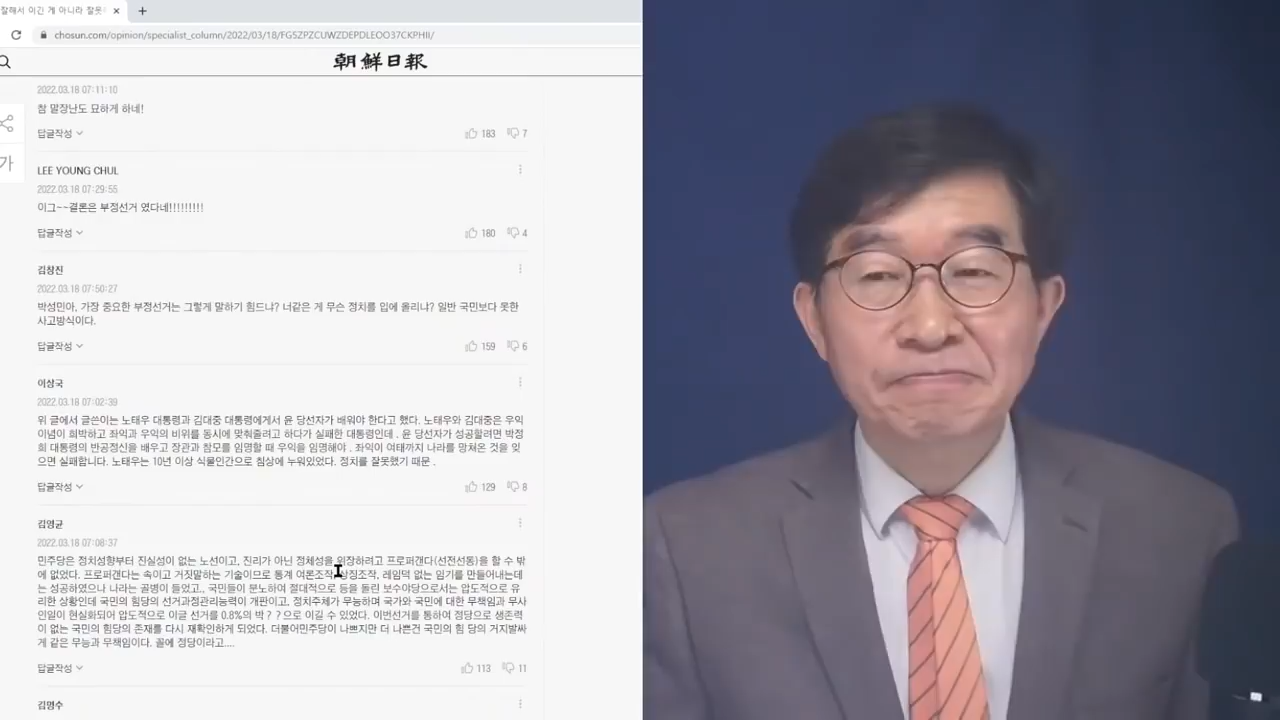 잘해서 이긴 게 아니라 잘못
chosun.com/opinion/specialist_column/2022/03/18/FG5ZPZCUWZDEPDLEOO37CKPHII/
朝鮮日報
2022.03.18 07:11:10
참 말장난도 묘하게 하네!
답글작성
183 7
가
LEE YOUNG CHUL
2022.03.18 07:29:55
이그~~결론은 부정선거 였다네!!!!!!!!!
답글작성
180 4
김창진
2022.03.18 07:50:27
박성민아, 가장 중요한 부정선거는 그렇게 말하기 힘드냐? 너같은 게 무슨 정치를 입에 올리냐? 일반 국민보다 못한
사고방식이다.
답글작성
159 6
이상국
2022.03.18 07:02:39
위 글에서 글쓴이는 노태우 대통령과 김대중 대통령에게서 윤 당선자가 배워야 한다고 했다. 노태우와 김대중은 우익
이념이 희박하고 좌익과 우익의 비위를 동시에 맞춰줄려고 하다가 실패한 대통령인데 . 윤 당선자가 성공할려면 박정
희 대통령의 반공정신을 배우고 장관과 참모를 임명할 때 우익을 임명해야 . 좌익이 여태까지 나라를 망쳐온 것을 잊
으면 실패합니다. 노태우는 10년 이상 식물인간으로 침상에 누워있었다. 정치를 잘못했기 때문 .
답글작성
129 8
김영균
2022.03.18 07:08:37
민주당은 정치성향부터 진실성이 없는 노선이고, 진리가 아닌 정체성을 위장하려고 프로퍼갠다(선전선동)을 할 수 밖
에 없었다. 프로퍼갠다는 속이고 거짓말하는 기술이므로 통계 여론조작, 레임덕 없는 임기를 만들어내는데
는 성공하였으나 나라는 골병이 들었고,, 국민들이 분노하여 절대적으로 등을 돌린 보수야당으로서는 압도적으로 유
리한 상황인데 국민의 힘당의 선거과정관리능력이 개판이고, 정치주체가 무능하며 국가와 국민에 대한 무책임과 무사
인일이 현실화되어 압도적으로 이글 선거를 0.8%의 박 ? ? 으로 이길 수 있었다. 이번선거를 통하여 정당으로 생존력
이 없는 국민의 힘당의 존재를 다시 재확인하게 되었다. 더불어민주당이 나쁘지만 더 나쁜건 국민의 힘 당의 거지발싸
게 같은 무능과 무책임이다. 꼴에 정당이라고....
답글작성
113 11
김영수